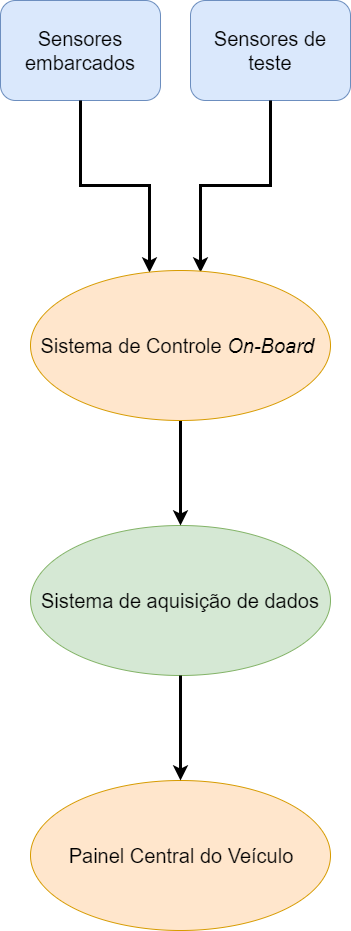 Sensores
embarcados
Sensores de
teste
Sistema de Controle On-Board
Sistema de aquisição de dados
Painel Central do Veículo